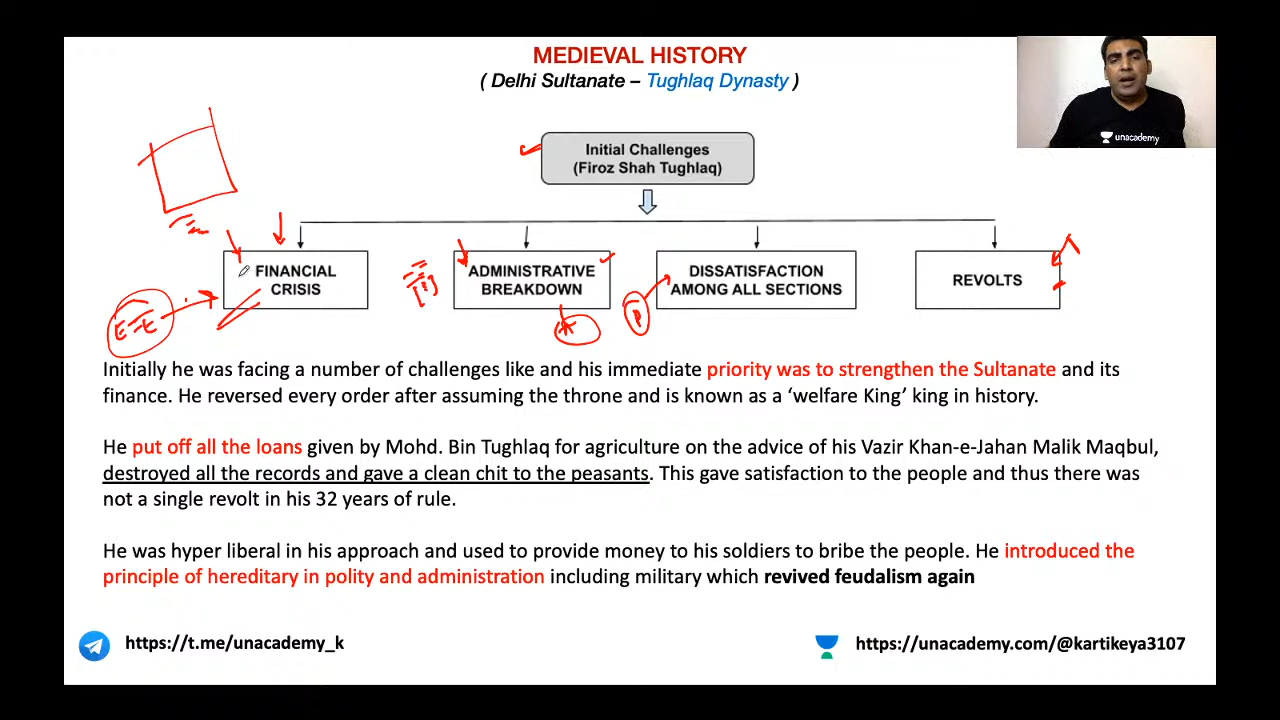 MEDIEVAL HISTORY
( Delhi Sultanate – Tughlaq Dynasty )
unacademy
Initial Challenges
(Firoz Shah Tughlaq)
FINANCIAL
CRISIS
ADMINISTRATIVE
BREAKDOWN
DISSATISFACTION
AMONG ALL SECTIONS
REVOLTS
P
Initially he was facing a number of challenges like and his immediate priority was to strengthen the Sultanate and its
finance. He reversed every order after assuming the throne and is known as a ‘welfare King’ king in history.
He put off all the loans given by Mohd. Bin Tughlaq for agriculture on the advice of his Vazir Khan-e-Jahan Malik Maqbul,
destroyed all the records and gave a clean chit to the peasants. This gave satisfaction to the people and thus there was
not a single revolt in his 32 years of rule.
He was hyper liberal in his approach and used to provide money to his soldiers to bribe the people. He introduced the
principle of hereditary in polity and administration including military which revived feudalism again
https://t.me/unacademy_k
https://unacademy.com/@kartikeya3107